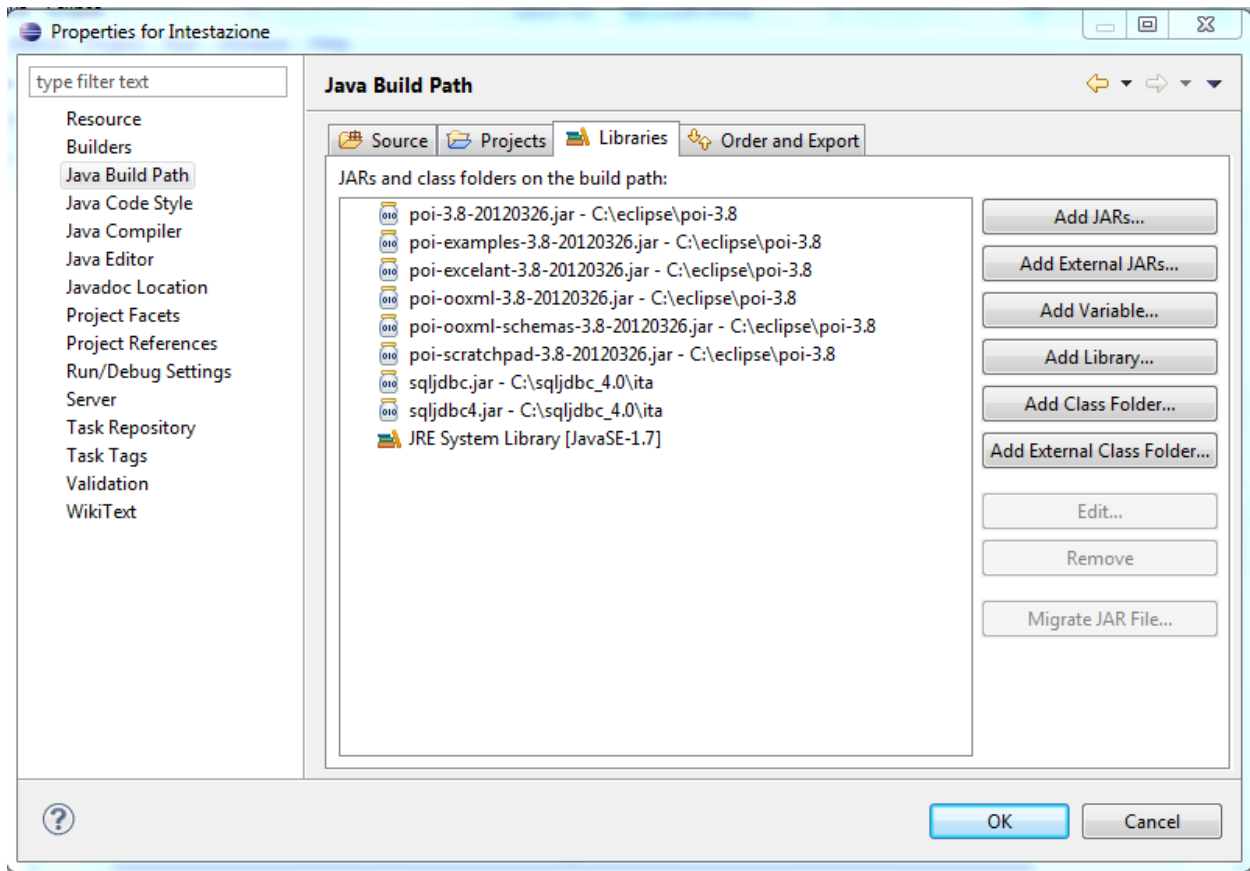 Properties for Intestazione
type filter text
Resource
Builders
Java Build Path
Java Code Style
Java Compiler
Java Editor
Javadoc Location
Project Facets
Project References
Run/Debug Settings
Server
Task Repository
Task Tags
Validation
WikiText
Java Build Path
Source Projects Libraries Order and Export
JARs and class folders on the build path:
poi-3.8-20120326.jar - C:\eclipse\poi-3.8
poi-examples-3.8-20120326.jar - C:\eclipse\poi-3.8
poi-excelant-3.8-20120326.jar - C:\eclipse\poi-3.8
poi-ooxml-3.8-20120326.jar - C:\eclipse\poi-3.8
poi-ooxml-schemas-3.8-20120326.jar - C:\eclipse\poi-3.8
poi-scratchpad-3.8-20120326.jar - C:\eclipse\poi-3.8
sqljdbc.jar - C:\sqljdbc_4.0\ita
sqljdbc4.jar - C:\sqljdbc_4.0\ita
JRE System Library [JavaSE-1.7]
Add JARs...
Add External JARs...
Add Variable...
Add Library...
Add Class Folder...
Add External Class Folder...
Edit...
Remove
Migrate JAR File...
OK
Cancel